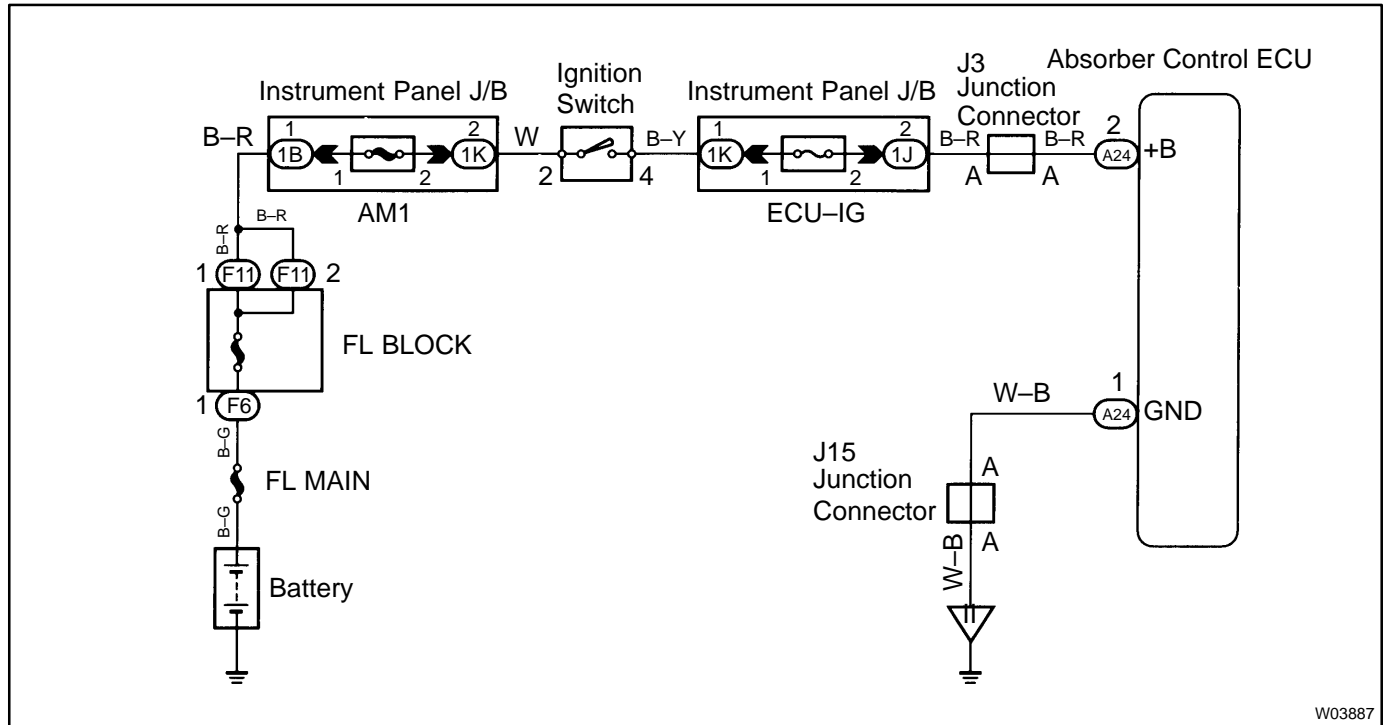 Absorber Control ECU
J3
Junction
Connector
Ignition
Switch
Instrument Panel J/B
Instrument Panel J/B
B–R
1
1B
1
2
2
1K
W
2
4
B–Y
1
1K
1
2
2
1J
B–R
A
A
B–R
2
A24
+B
AM1
ECU–IG
B–R
B–R
1
F11
F11
2
FL BLOCK
1
F6
B–G
FL MAIN
B–G
Battery
W–B
1
A24
GND
J15
Junction
Connector
A
A
W–B
II
W03887